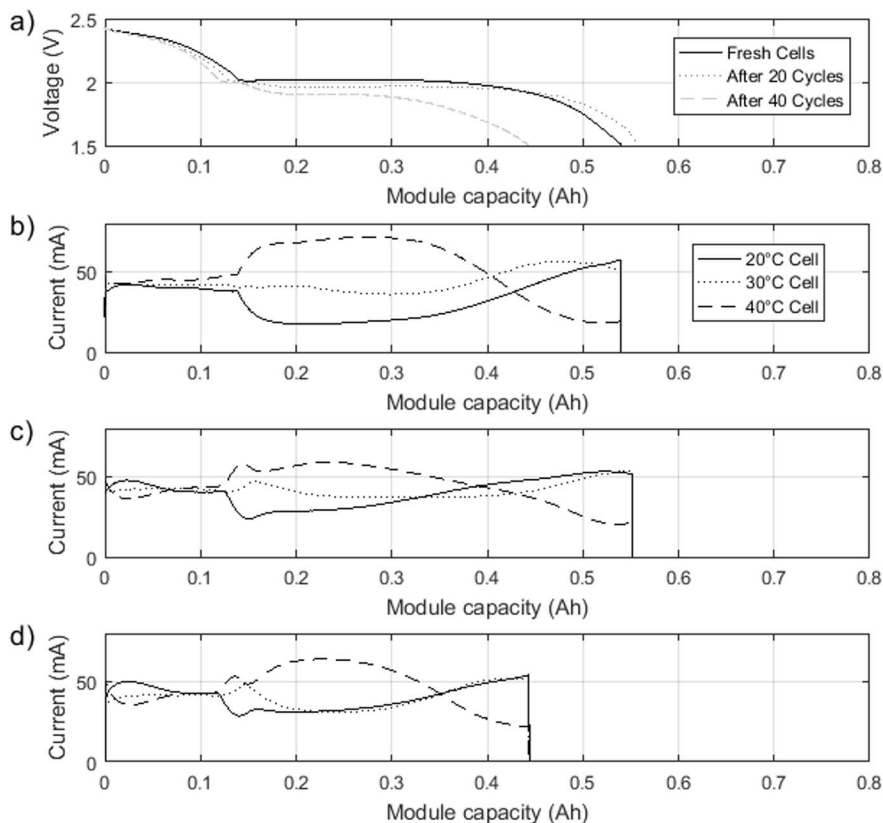 a)
Voltage (V)
2.5
2
1.5
Fresh Cells
After 20 Cycles
After 40 Cycles
0 0.1 0.2 0.3 0.4 0.5 0.6 0.7 0.8
Module capacity (Ah)
b)
Current (mA)
50
0
20°C Cell
30°C Cell
40°C Cell
0 0.1 0.2 0.3 0.4 0.5 0.6 0.7 0.8
Module capacity (Ah)
c)
Current (mA)
50
0
0 0.1 0.2 0.3 0.4 0.5 0.6 0.7 0.8
Module capacity (Ah)
d)
Current (mA)
50
0
0 0.1 0.2 0.3 0.4 0.5 0.6 0.7 0.8
Module capacity (Ah)